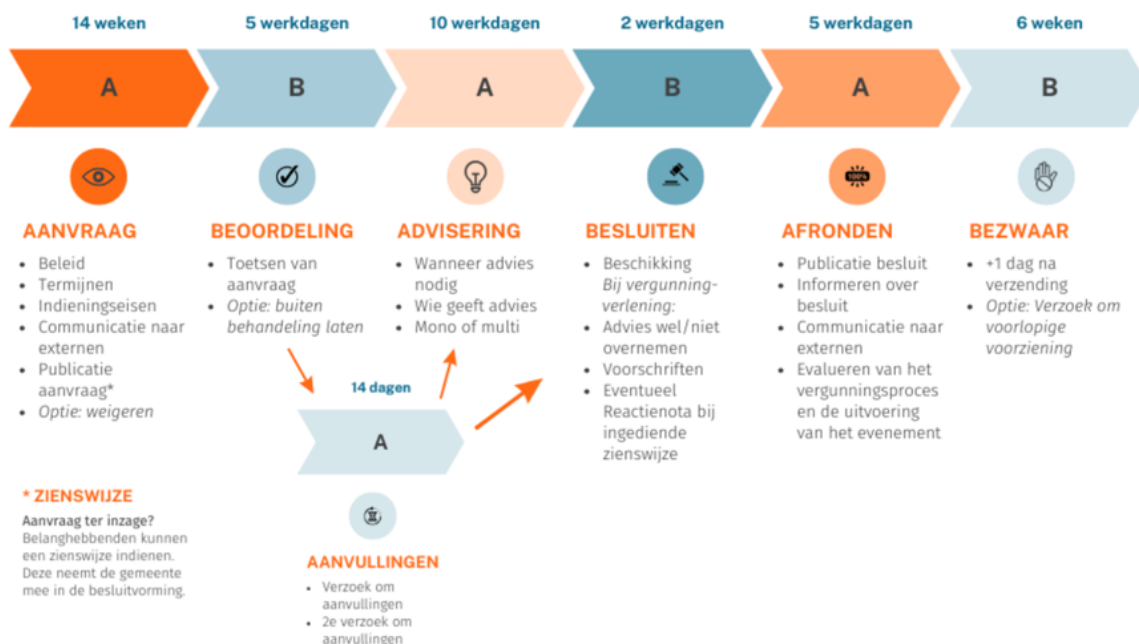 14 weken
5 werkdagen
10 werkdagen
2 werkdagen
5 werkdagen
6 weken
A
B
A
B
A
B
100%
AANVRAAG
• Beleid
• Termijnen
• Indieningseisen
• Communicatie naar
externen
• Publicatie
aanvraag*
• Optie: weigeren
BEOORDELING
• Toetsen van
aanvraag
• Optie: buiten
behandeling laten
ADVISERING
• Wanneer advies
nodig
• Wie geeft advies
• Mono of multi
BESLUITEN
• Beschikking
Bij vergunning-
verlening:
• Advies wel/niet
overnemen
• Voorschriften
• Eventueel
Reactienota bij
ingediende
zienswijze
AFRONDEN
• Publicatie besluit
• Informeren over
besluit
• Communicatie naar
externen
• Evalueren van het
vergunningsproces
en de uitvoering
van het evenement
BEZWAAR
• +1 dag na
verzending
• Optie: Verzoek om
voorlopige
voorziening
14 dagen
A
AANVULLINGEN
• Verzoek om
aanvullingen
• 2e verzoek om
aanvullingen
* ZIENSWIJZE
Aanvraag ter inzage?
Belanghebbenden kunnen
een zienswijze indienen.
Deze neemt de gemeente
mee in de besluitvorming.